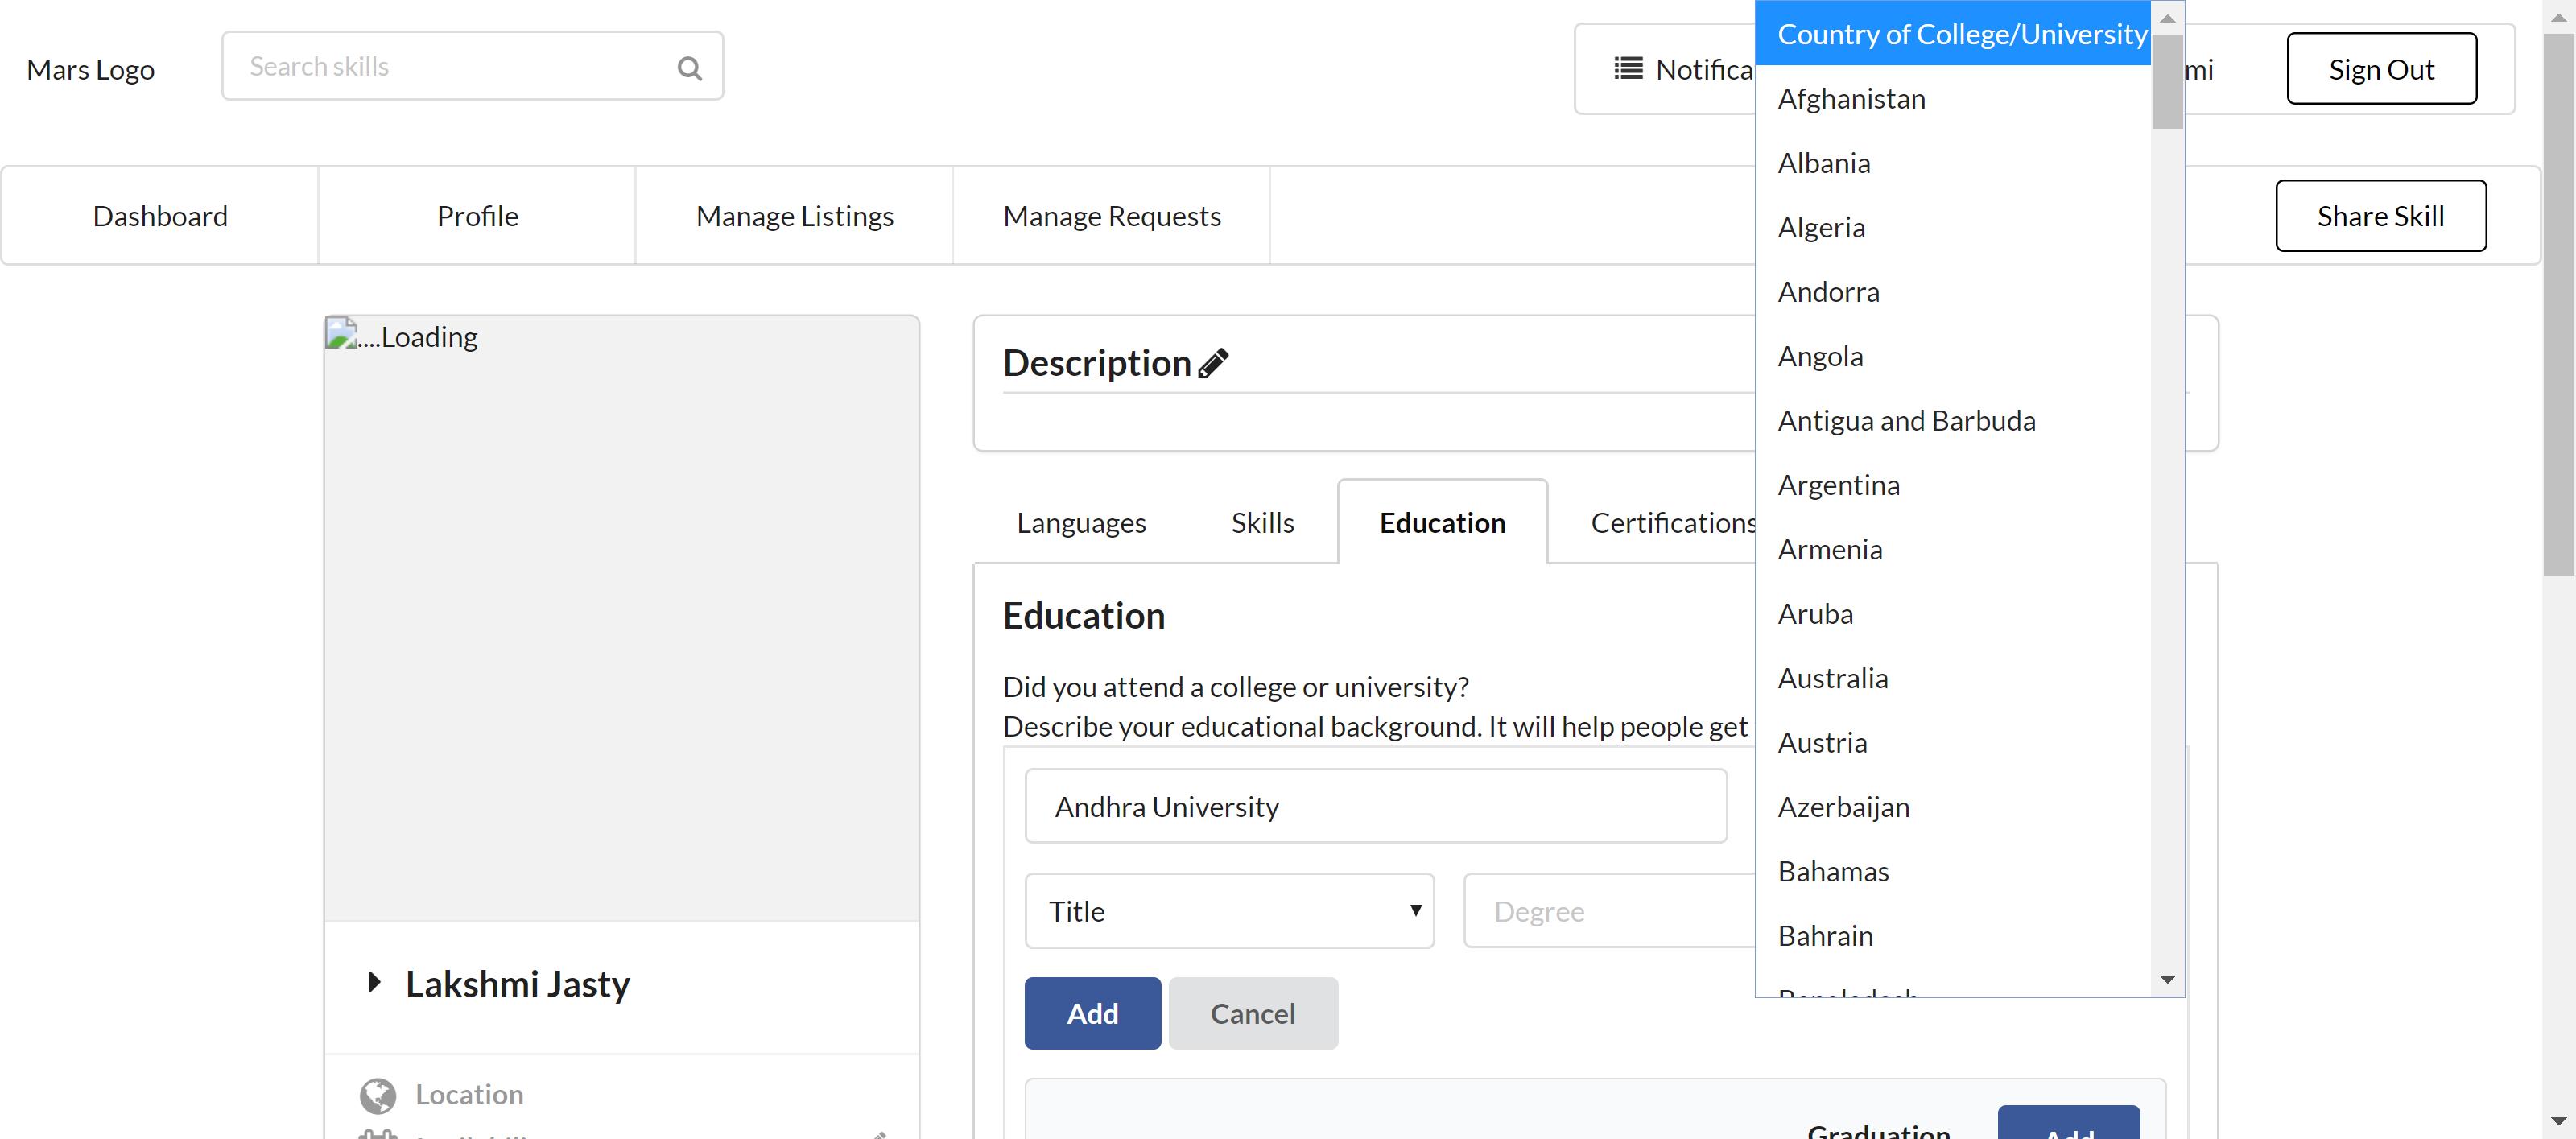 Mars Logo
Search skills
Notifica
mi
Sign Out
Dashboard
Profile
Manage Listings
Manage Requests
Share Skill
....Loading
Lakshmi Jasty
Location
Description
Languages
Skills
Education
Certifications
Education
Did you attend a college or university?
Describe your educational background. It will help people get
Andhra University
Title
Degree
Add
Cancel
Graduation
Add
Country of College/University
Afghanistan
Albania
Algeria
Andorra
Angola
Antigua and Barbuda
Argentina
Armenia
Aruba
Australia
Austria
Azerbaijan
Bahamas
Bahrain
Bangladesh